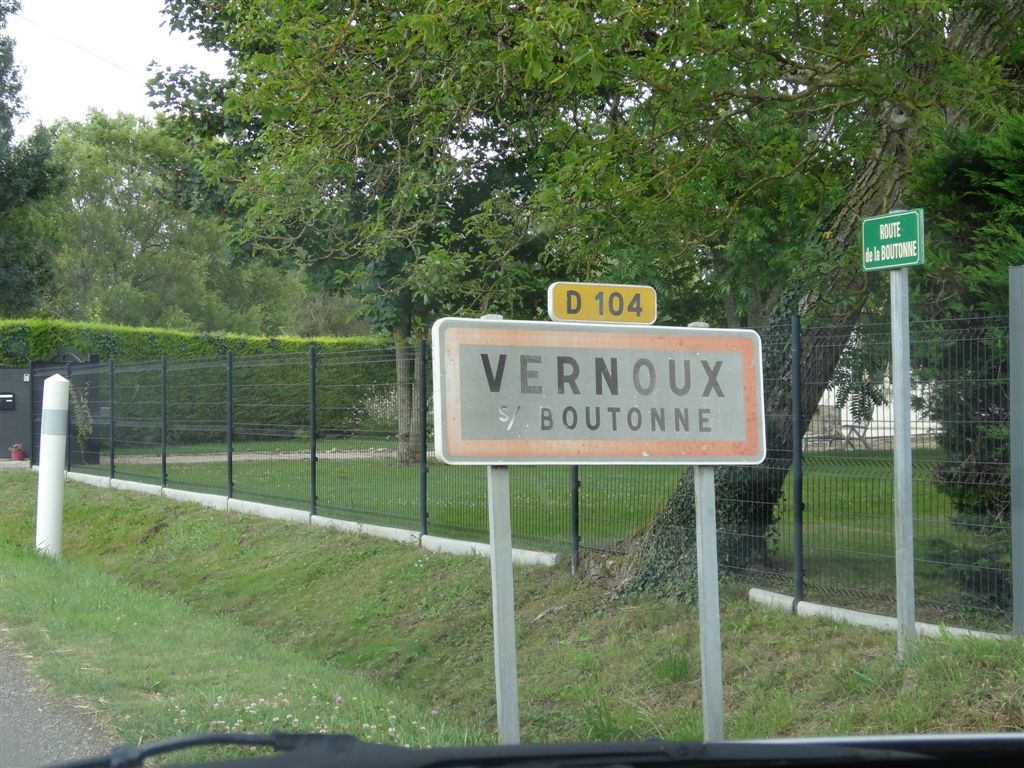 D 104
VERNOUX
S/ BOUTONNE
ROUTE
de la BOUTONNE